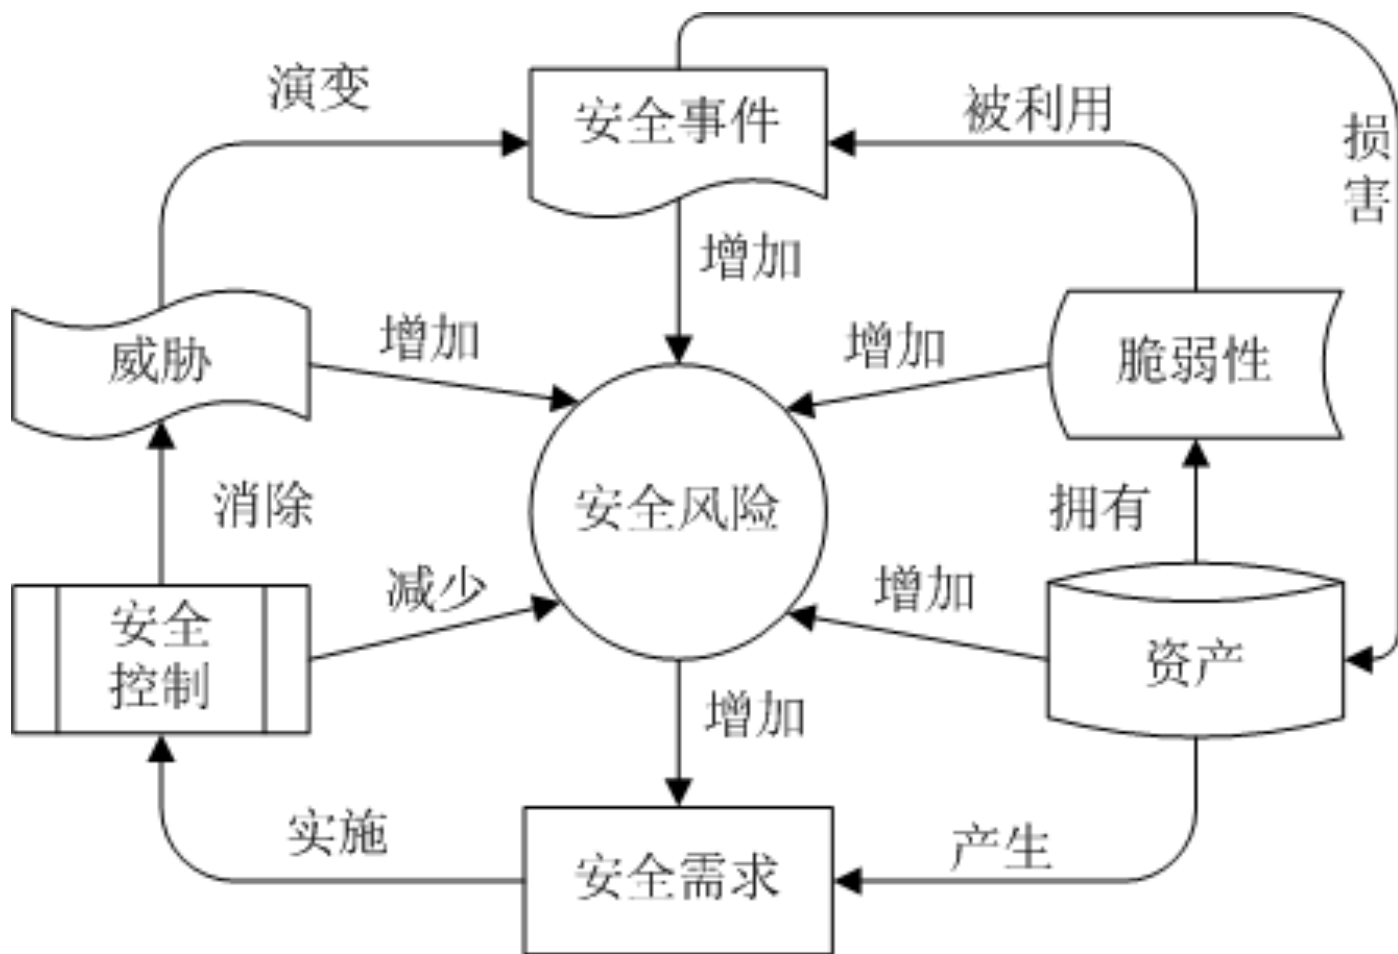 演变
安全事件
被利用
损
害
增加
威胁
增加
增加
脆弱性
消除
安全风险
拥有
安全
控制
减少
增加
资产
增加
实施
安全需求
产生